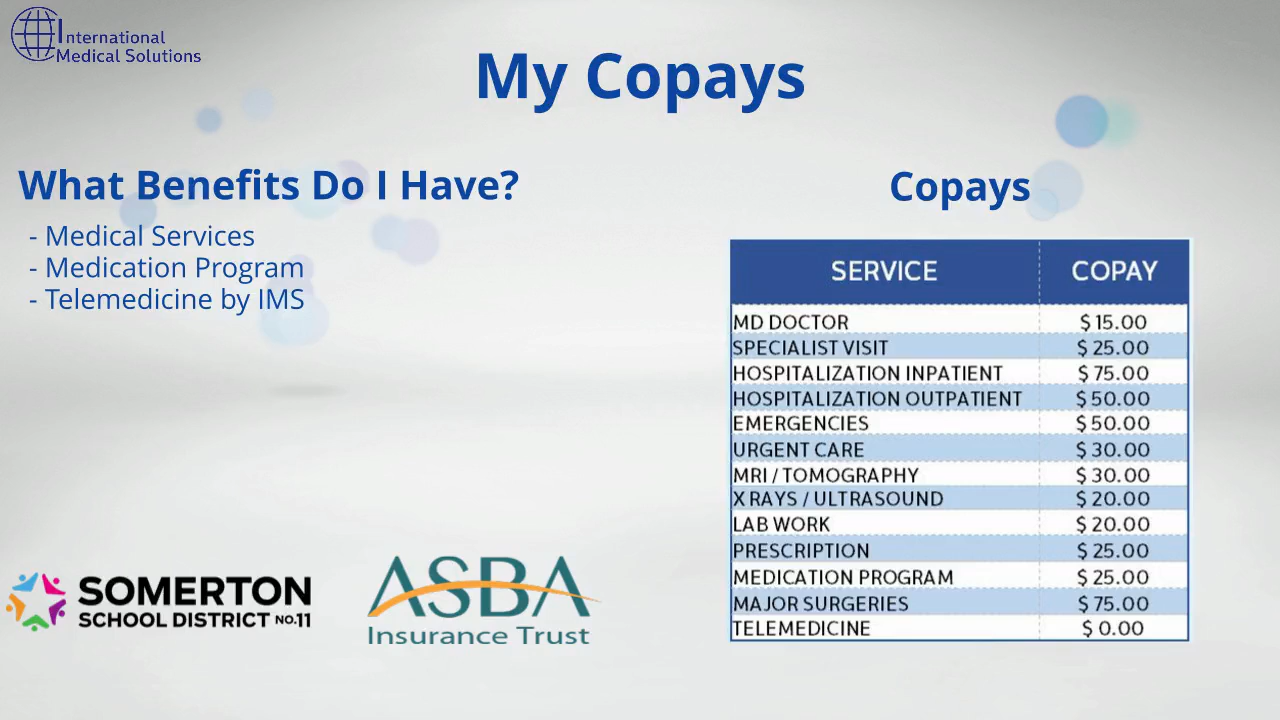 International
Medical Solutions
My Copays
What Benefits Do I Have?
- Medical Services
- Medication Program
- Telemedicine by IMS
Copays
SERVICE COPAY
MD DOCTOR $ 15.00
SPECIALIST VISIT $ 25.00
HOSPITALIZATION INPATIENT $ 75.00
HOSPITALIZATION OUTPATIENT $ 50.00
EMERGENCIES $ 50.00
URGENT CARE $ 30.00
MRI / TOMOGRAPHY $ 30.00
X RAYS / ULTRASOUND $ 20.00
LAB WORK $ 20.00
PRESCRIPTION $ 25.00
MEDICATION PROGRAM $ 25.00
MAJOR SURGERIES $ 75.00
TELEMEDICINE $ 0.00
SOMERTON
SCHOOL DISTRICT NO.11
ASBA
Insurance Trust